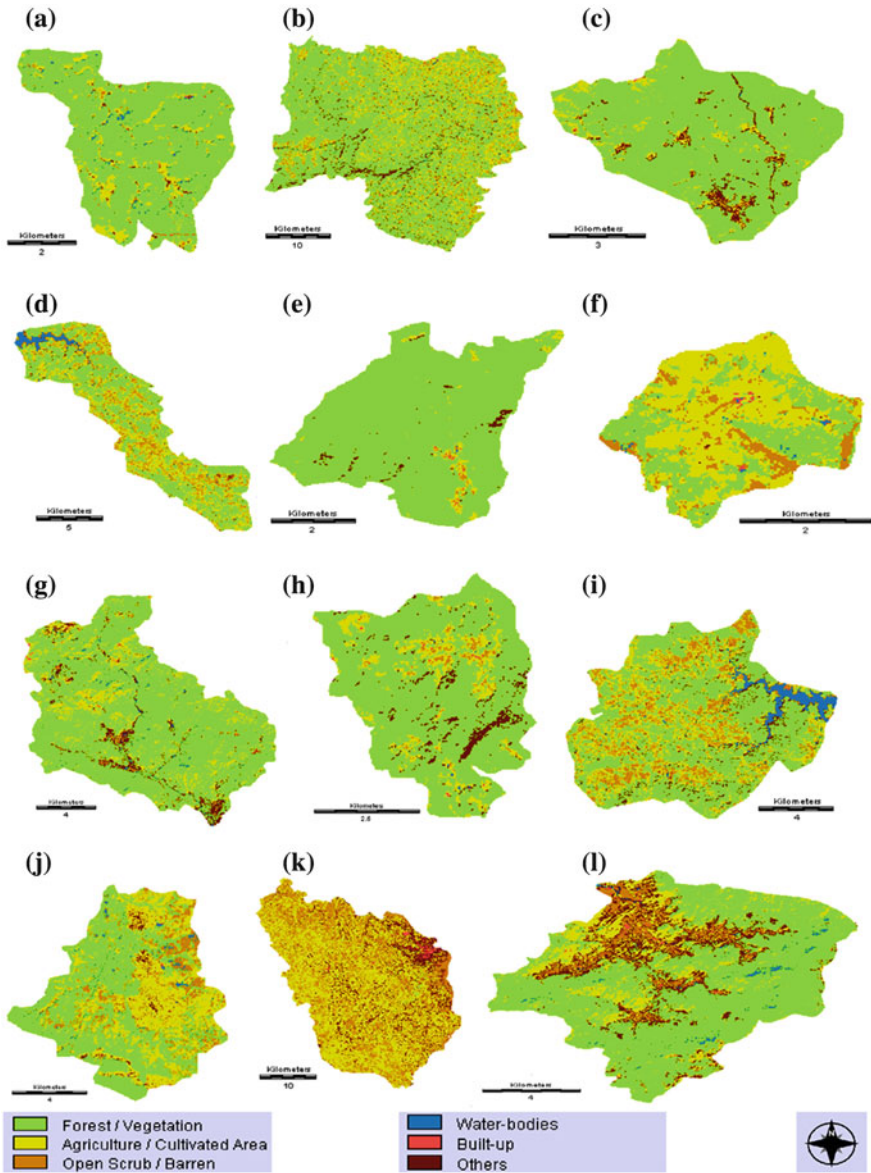 (a) (b) (c)
Kilometers
2
Kilometers
10
Kilometers
3
(d) (e) (f)
Kilometers
5
Kilometers
2
Kilometers
2
(g) (h) (i)
Kilometers
4
Kilometers
2.5
Kilometers
4
(j) (k) (l)
Kilometers
4
Kilometers
10
Kilometers
4
Forest / Vegetation
Agriculture / Cultivated Area
Open Scrub / Barren
Water-bodies
Built-up
Others
N